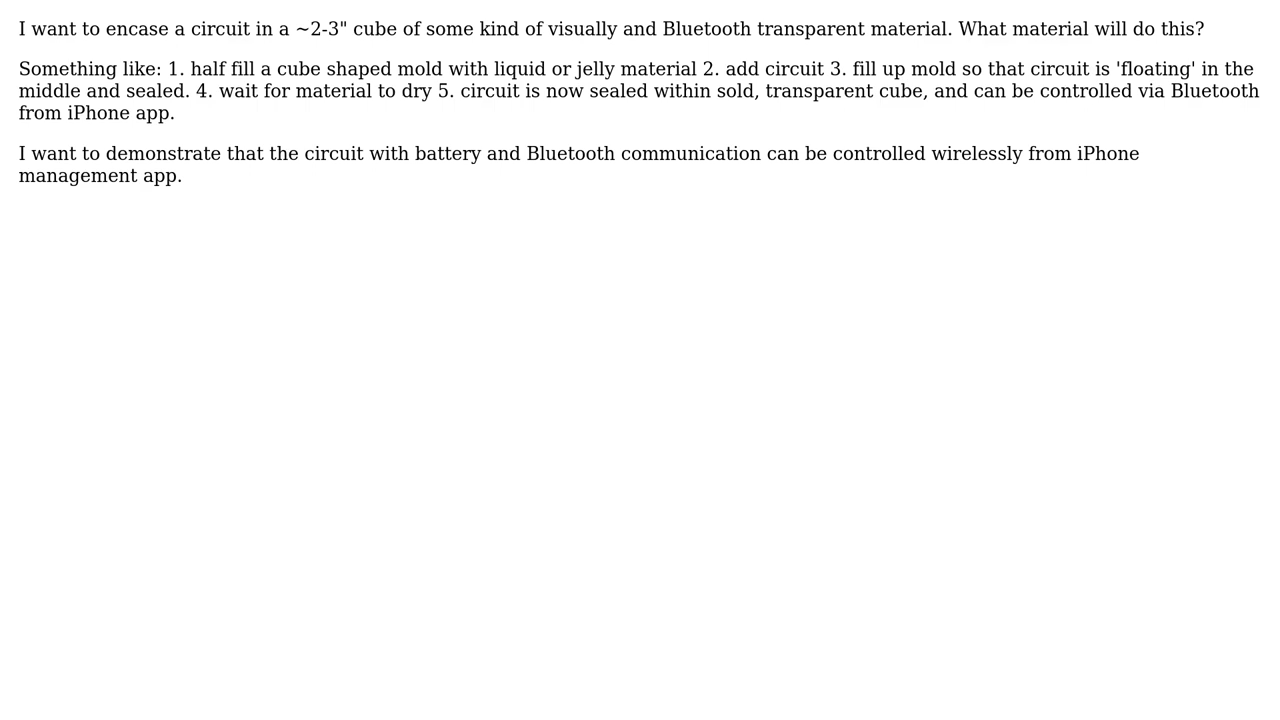 I want to encase a circuit in a ~2-3" cube of some kind of visually and Bluetooth transparent material. What material will do this?
Something like: 1. half fill a cube shaped mold with liquid or jelly material 2. add circuit 3. fill up mold so that circuit is 'floating' in the
middle and sealed. 4. wait for material to dry 5. circuit is now sealed within sold, transparent cube, and can be controlled via Bluetooth
from iPhone app.
I want to demonstrate that the circuit with battery and Bluetooth communication can be controlled wirelessly from iPhone
management app.